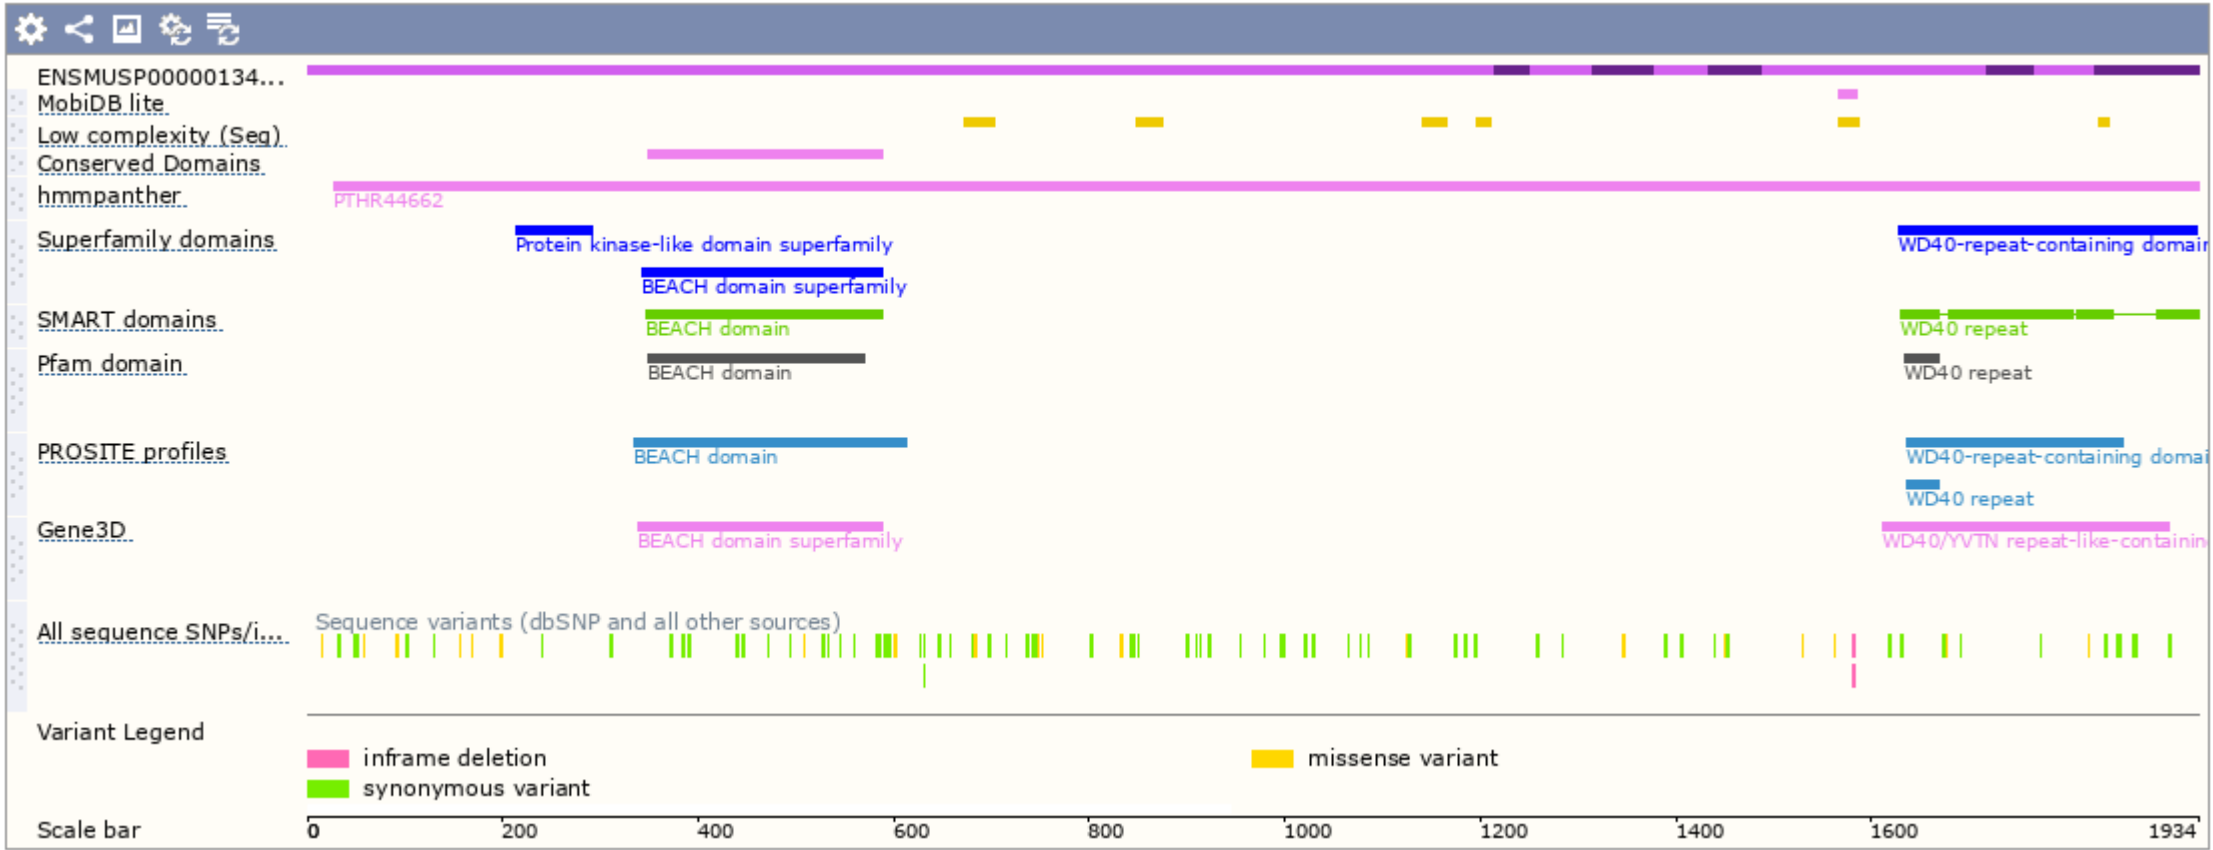 ENSMUSP00000134...
MobiDB lite
Low complexity (Seg)
Conserved Domains
hmmpanther
PTHR44662
Superfamily domains
Protein kinase-like domain superfamily
WD40-repeat-containing domain
BEACH domain superfamily
SMART domains
BEACH domain
WD40 repeat
Pfam domain
BEACH domain
WD40 repeat
PROSITE profiles
BEACH domain
WD40-repeat-containing domai
WD40 repeat
Gene3D
BEACH domain superfamily
WD40/YVTN repeat-like-containin
Sequence variants (dbSNP and all other sources)
All sequence SNPs/i...
Variant Legend
inframe deletion
missense variant
synonymous variant
Scale bar
0 200 400 600 800 1000 1200 1400 1600 1934